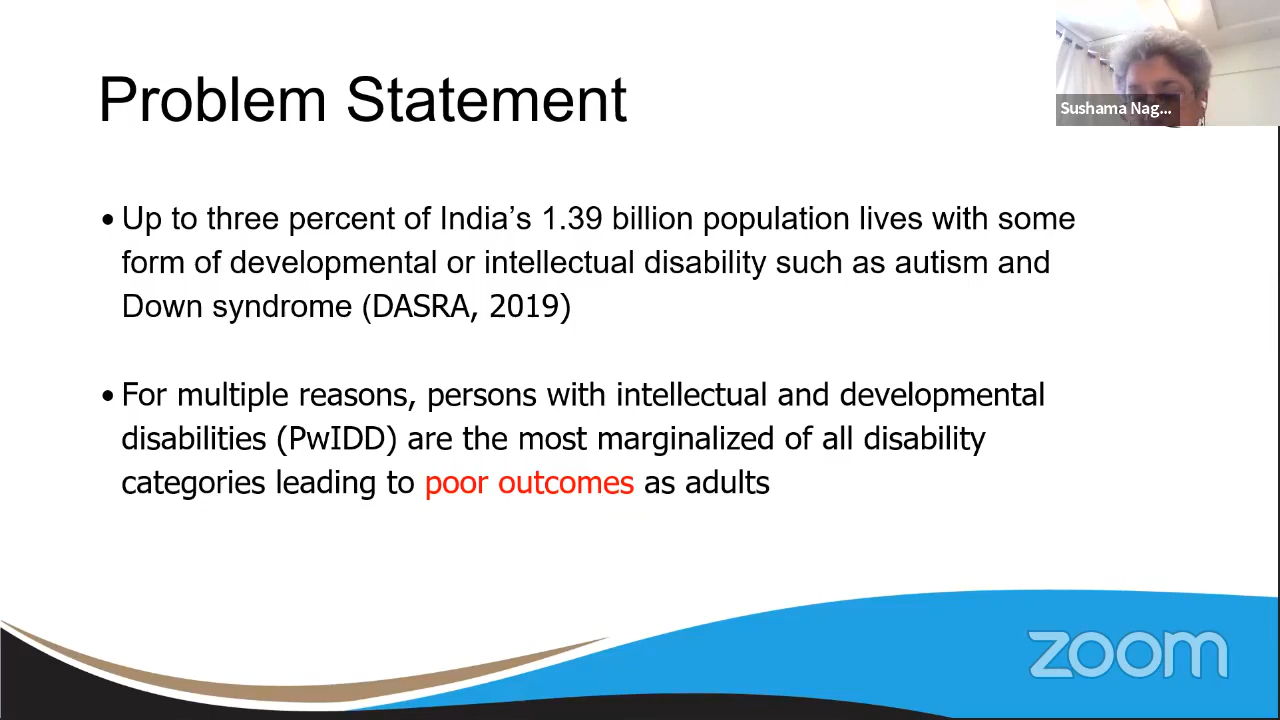 Problem Statement
Sushama Nag...
• Up to three percent of India’s 1.39 billion population lives with some
form of developmental or intellectual disability such as autism and
Down syndrome (DASRA, 2019)
• For multiple reasons, persons with intellectual and developmental
disabilities (PwIDD) are the most marginalized of all disability
categories leading to poor outcomes as adults
zoom